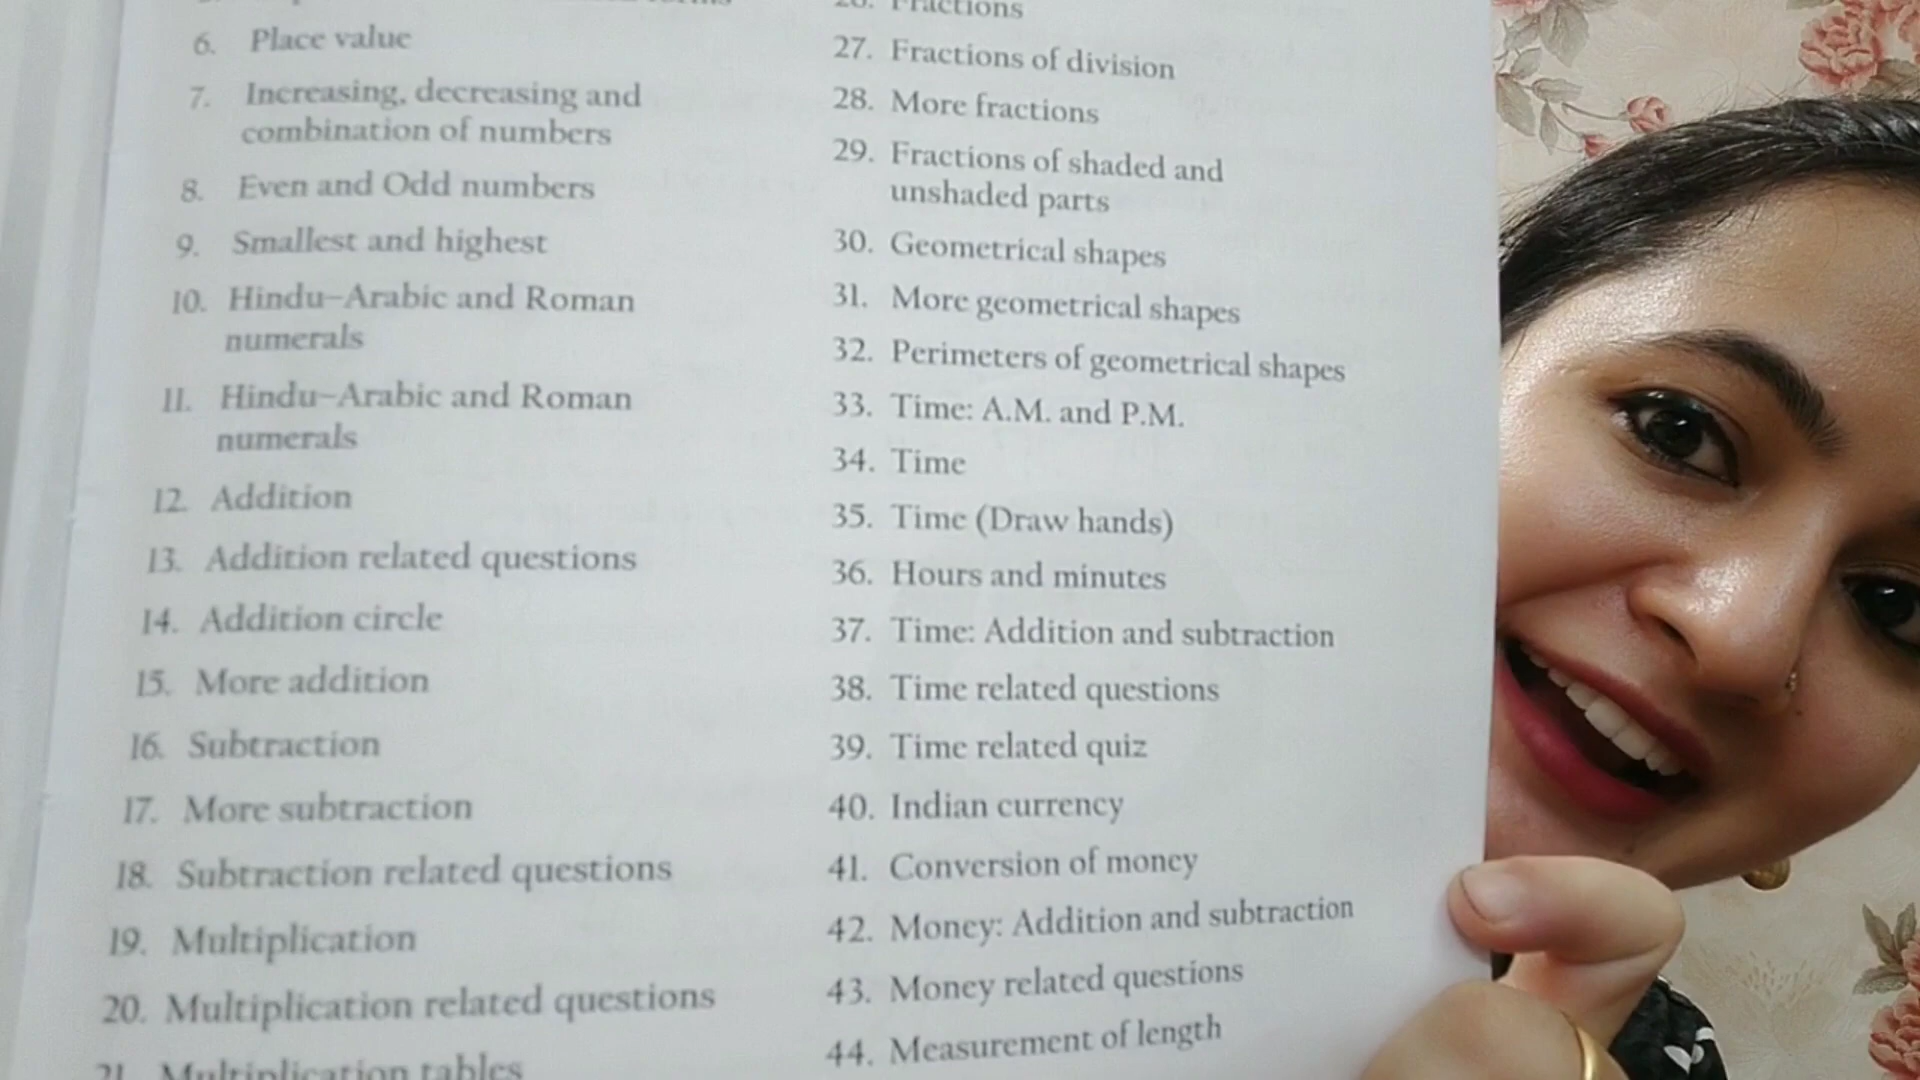 6. Place value
7. Increasing, decreasing and
combination of numbers
8. Even and Odd numbers
9. Smallest and highest
10. Hindu–Arabic and Roman
numerals
11. Hindu–Arabic and Roman
numerals
12. Addition
13. Addition related questions
14. Addition circle
15. More addition
16. Subtraction
17. More subtraction
18. Subtraction related questions
19. Multiplication
20. Multiplication related questions
21. Multiplication tables
Fractions
27. Fractions of division
28. More fractions
29. Fractions of shaded and
unshaded parts
30. Geometrical shapes
31. More geometrical shapes
32. Perimeters of geometrical shapes
33. Time: A.M. and P.M.
34. Time
35. Time (Draw hands)
36. Hours and minutes
37. Time: Addition and subtraction
38. Time related questions
39. Time related quiz
40. Indian currency
41. Conversion of money
42. Money: Addition and subtraction
43. Money related questions
44. Measurement of length